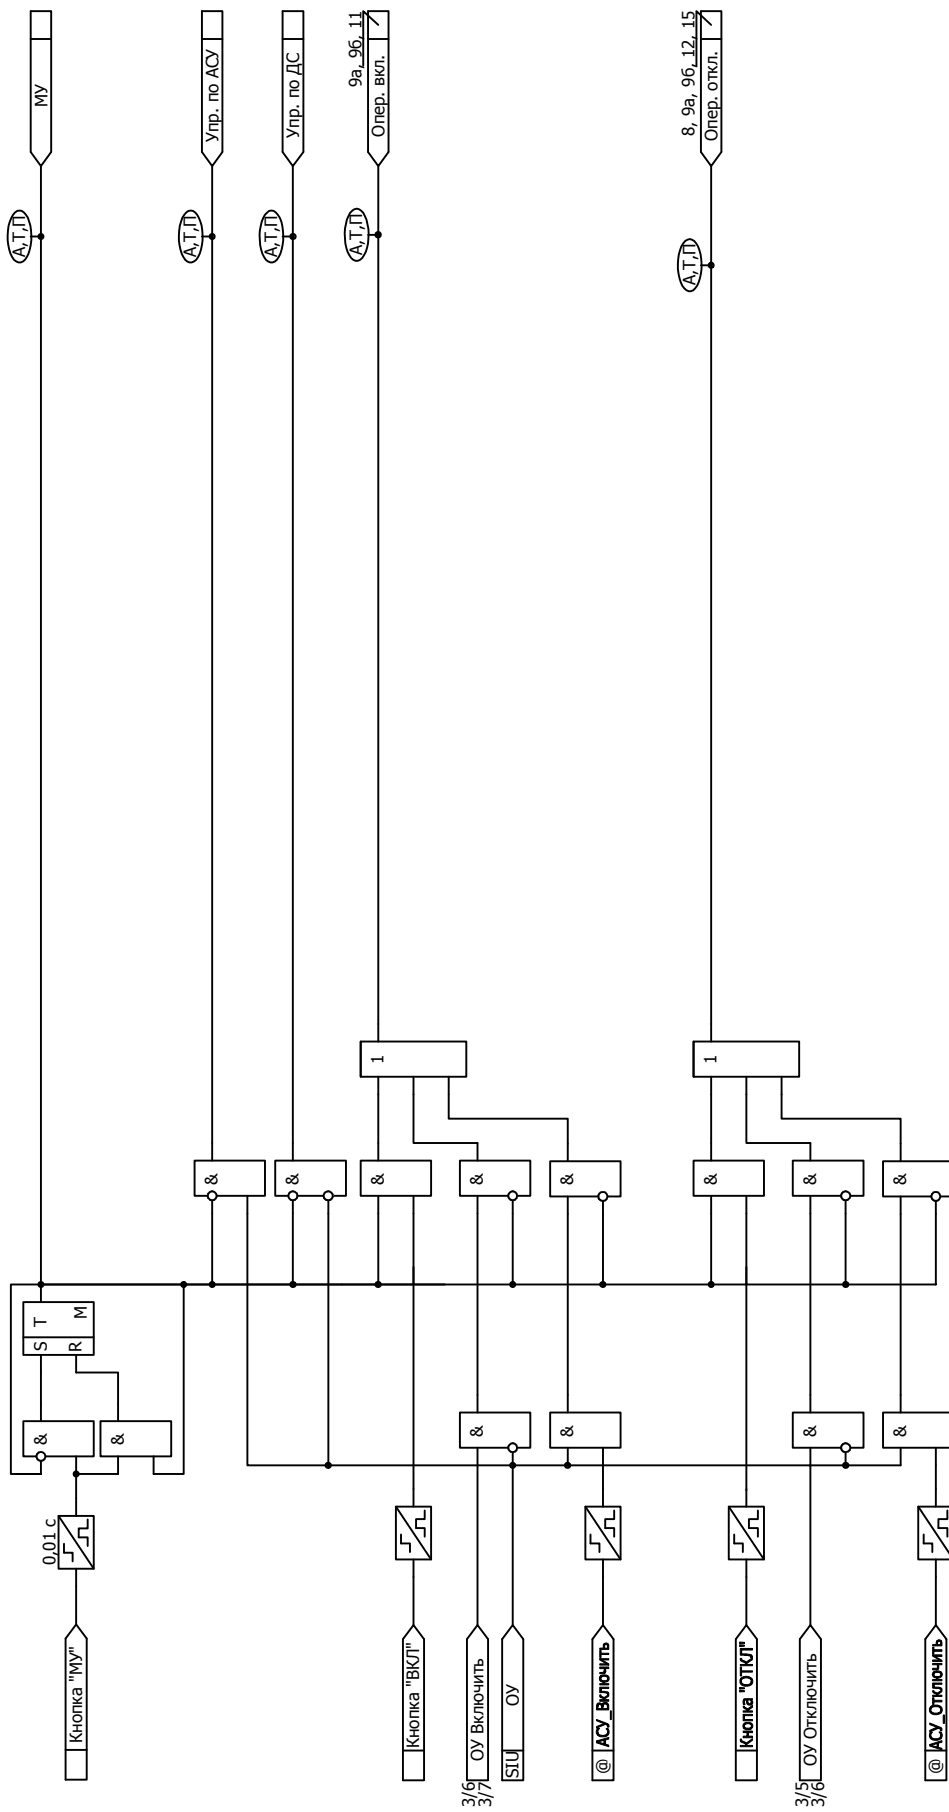 МУ
Упр. по АСУ
Упр. по ДС
9а, 9б, 11
Опер. вкл.
8, 9а, 9б, 12, 15
Опер. откл.
А,Т,П
А,Т,П
А,Т,П
А,Т,П
А,Т,П
1
1
&
&
&
&
&
&
&
&
T
M
S
R
&
&
&
&
&
&
0,01 с
Кнопка "МУ"
Кнопка "ВКЛ"
3/6
3/7
ОУ Включить
SIU
ОУ
@
АСУ_Включить
Кнопка "ОТКЛ"
3/5
3/6
ОУ Отключить
@
АСУ_Отключить